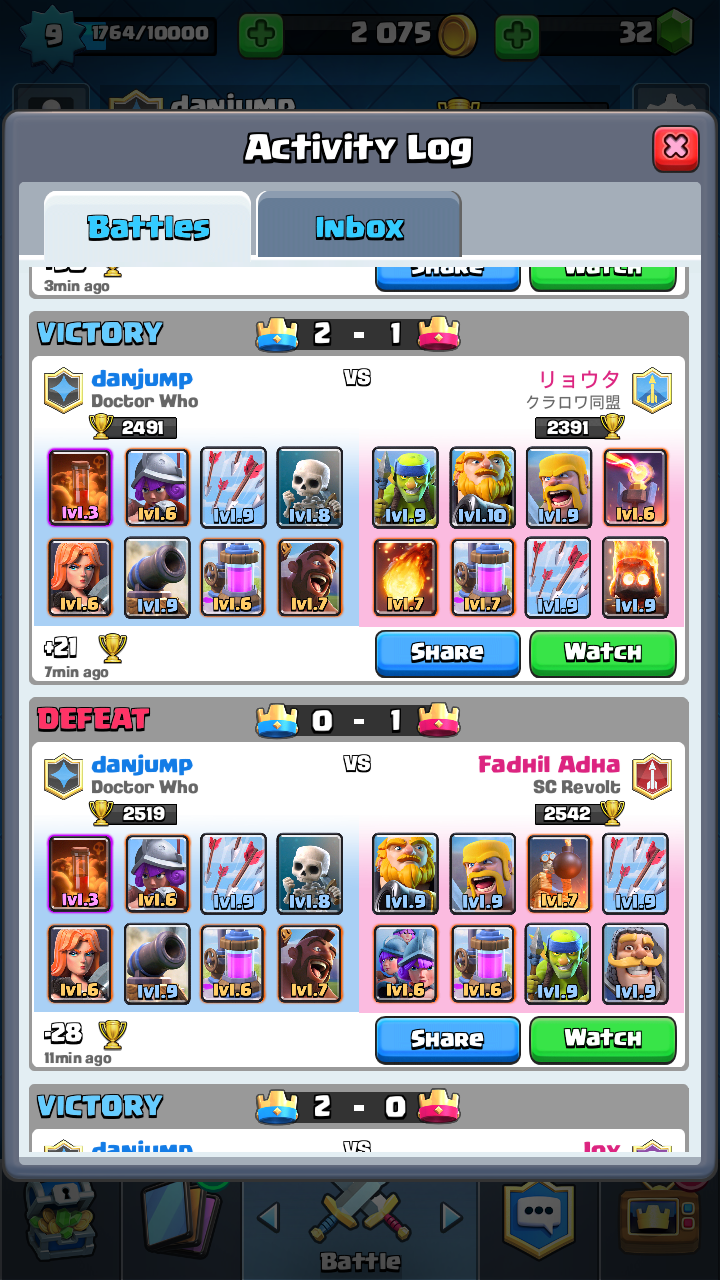 9 1764/10000 2 075 32
danjump
Activity Log
Battles Inbox
Share Watch
3min ago
VICTORY 2 - 1
danjump VS リョウタ
Doctor Who クラロワ同盟
2491 2391
lvl.3 lvl.6 lvl.9 lvl.8 lvl.9 lvl.10 lvl.9 lvl.6
lvl.6 lvl.9 lvl.6 lvl.7 lvl.7 lvl.7 lvl.9 lvl.9
+21 Share Watch
7min ago
DEFEAT 0 - 1
danjump VS Fadhil Adha
Doctor Who SC Revolt
2519 2542
lvl.3 lvl.6 lvl.9 lvl.8 lvl.9 lvl.9 lvl.7 lvl.9
lvl.6 lvl.9 lvl.6 lvl.7 lvl.6 lvl.6 lvl.9 lvl.9
-28 Share Watch
11min ago
VICTORY 2 - 0
danjump VS
Battle